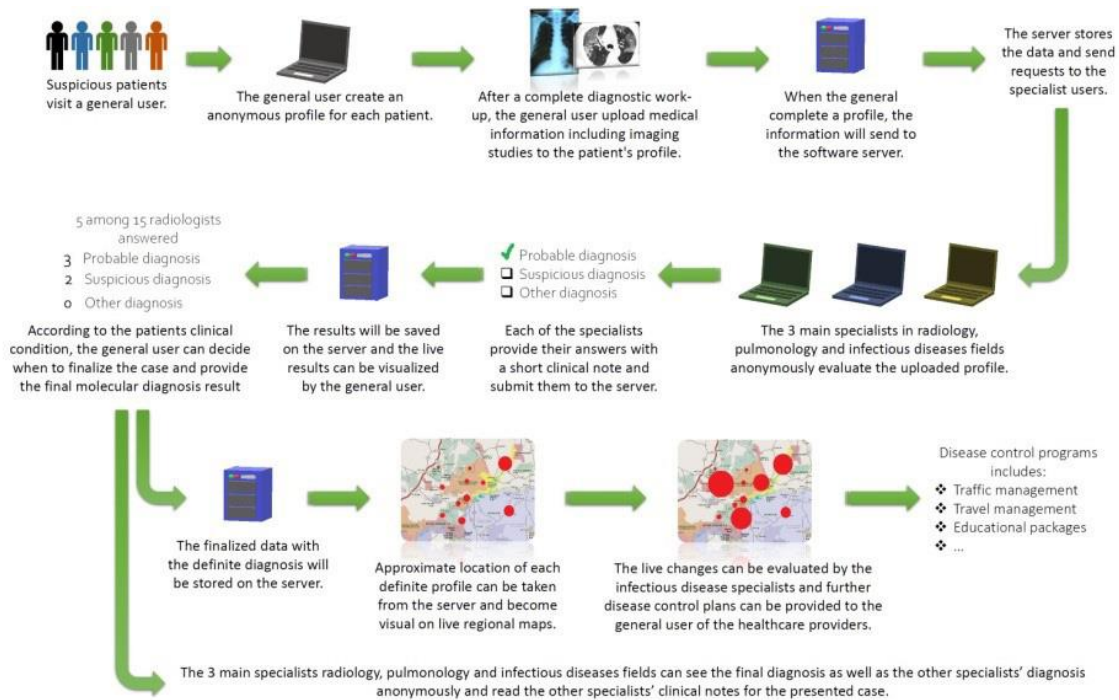 Suspicious patients
visit a general user.
The general user create an
anonymous profile for each patient.
After a complete diagnostic work-
up, the general user upload medical
information including imaging
studies to the patient's profile.
When the general
complete a profile, the
information will send to
the software server.
The server stores
the data and send
requests to the
specialist users.
The 3 main specialists in radiology,
pulmonology and infectious diseases fields
anonymously evaluate the uploaded profile.
✓ Probable diagnosis
❑ Suspicious diagnosis
❑ Other diagnosis
Each of the specialists
provide their answers with
a short clinical note and
submit them to the server.
The results will be saved
on the server and the live
results can be visualized
by the general user.
5 among 15 radiologists
answered
3 Probable diagnosis
2 Suspicious diagnosis
0 Other diagnosis
According to the patients clinical
condition, the general user can decide
when to finalize the case and provide
the final molecular diagnosis result
The finalized data with
the definite diagnosis will
be stored on the server.
Approximate location of each
definite profile can be taken
from the server and become
visual on live regional maps.
The live changes can be evaluated by the
infectious disease specialists and further
disease control plans can be provided to the
general user of the healthcare providers.
Disease control programs
includes:
❖ Traffic management
❖ Travel management
❖ Educational packages
❖ ...
The 3 main specialists radiology, pulmonology and infectious diseases fields can see the final diagnosis as well as the other specialists' diagnosis
anonymously and read the other specialists' clinical notes for the presented case.